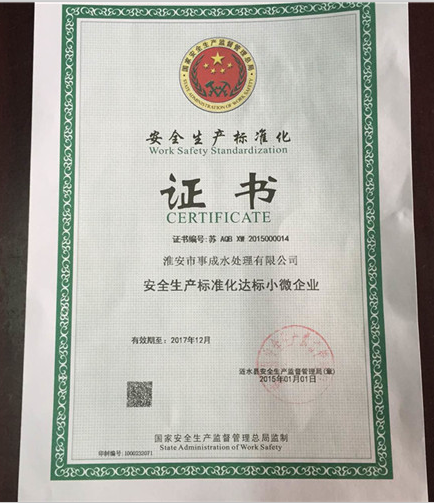 国家安全生产监督管理总局
STATE ADMINISTRATION OF WORK SAFETY
安全生产标准化
Work Safety Standardization
证书
CERTIFICATE
证书编号:苏 AQB XW 2015000014
淮安市事成水处理有限公司
安全生产标准化达标小微企业
有效期至: 2017年12月
涟水县安全生产监督管理局(章)
2015年01月01日
国家安全生产监督管理总局监制
State Administration of Work Safety
印制编号: 1000232071